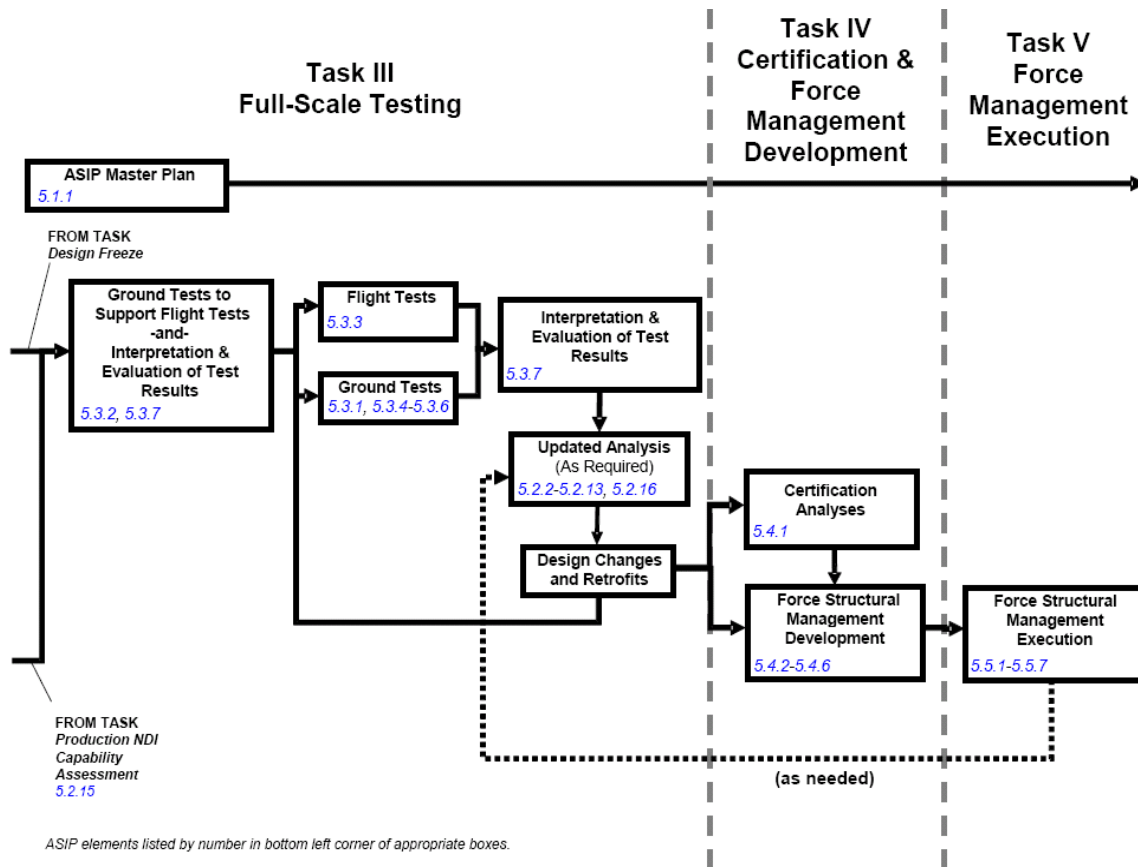 Task III
Full-Scale Testing
Task IV
Certification &
Force
Management
Development
Task V
Force
Management
Execution
ASIP Master Plan
5.1.1
FROM TASK
Design Freeze
Ground Tests to
Support Flight Tests
-and-
Interpretation &
Evaluation of Test
Results
5.3.2, 5.3.7
Flight Tests
5.3.3
Ground Tests
5.3.1, 5.3.4-5.3.6
Interpretation &
Evaluation of Test
Results
5.3.7
Updated Analysis
(As Required)
5.2.2-5.2.13, 5.2.16
Design Changes
and Retrofits
Certification
Analyses
5.4.1
Force Structural
Management
Development
5.4.2-5.4.6
Force Structural
Management
Execution
5.5.1-5.5.7
FROM TASK
Production NDI
Capability
Assessment
5.2.15
(as needed)
ASIP elements listed by number in bottom left corner of appropriate boxes.